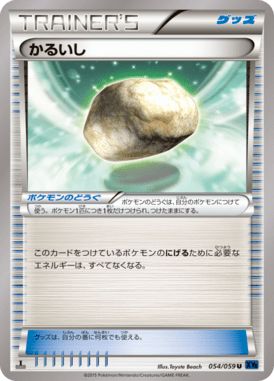 TRAINER'S グッズ
かるいし
ポケモンのどうぐ ポケモンのどうぐは、自分のポケモンにつけて
使う。ポケモン1匹につき1枚だけつけられ、つけたままにする。
このカードをつけているポケモンのにげるために必要な
エネルギーは、すべてなくなる。
グッズは、自分の番に何枚でも使える。
Illus.Toyste Beach 054/059 U
©2015 Pokémon/Nintendo/Creatures/GAME FREAK.